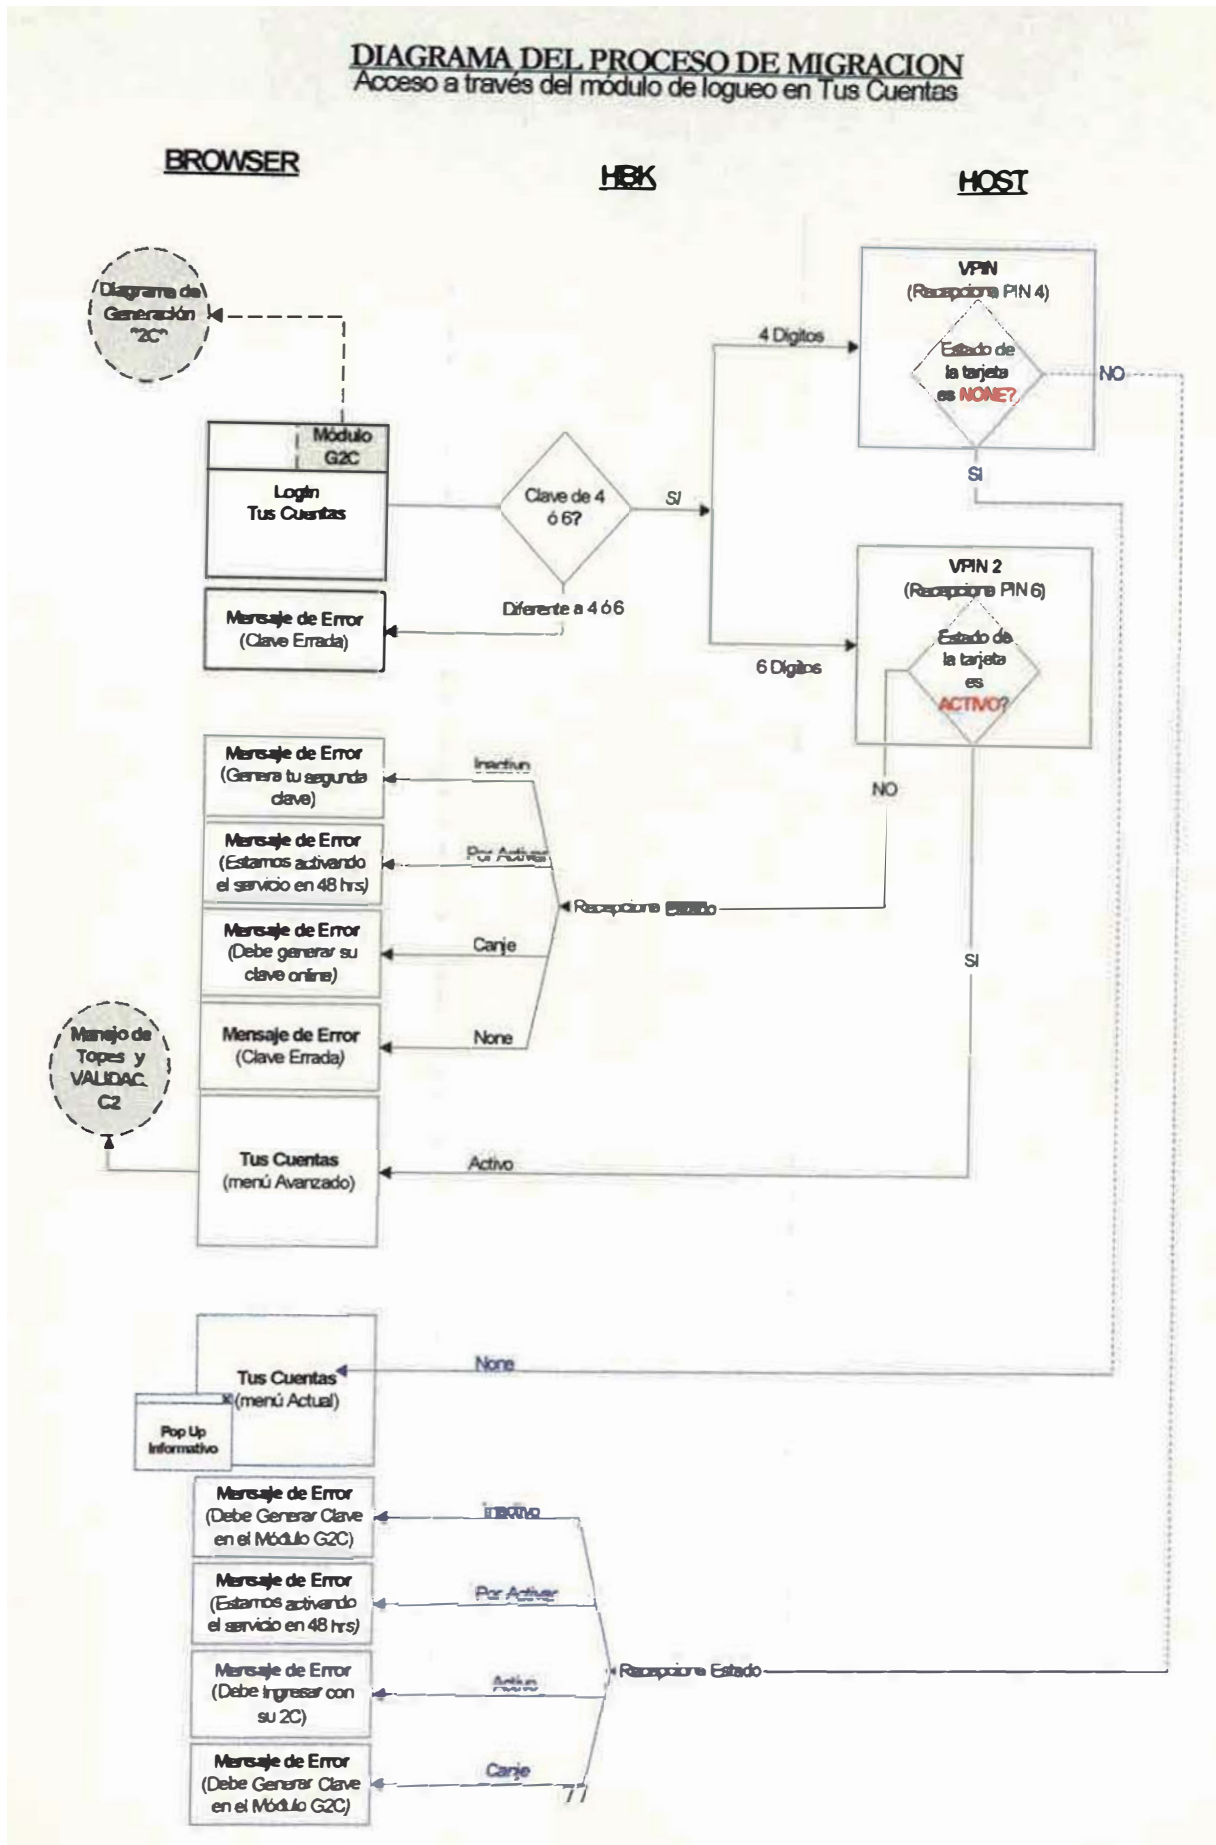 DIAGRAMA DEL PROCESO DE MIGRACION
Acceso a través del módulo de logueo en Tus Cuentas
BROWSER
HBK
HOST
Diagrama de
Generación
"2C"
Módulo
G2C
Login
Tus Cuentas
Mensaje de Error
(Clave Errada)
Clave de 4
ó 6?
SI
Diferente a 4 ó 6
4 Dígitos
6 Dígitos
VPIN
(Recepciona PIN 4)
Estado de
la tarjeta
es NONE?
NO
SI
VPIN 2
(Recepciona PIN 6)
Estado de
la tarjeta
es
ACTIVO?
NO
SI
Mensaje de Error
(Genera tu segunda
clave)
Inactivo
Mensaje de Error
(Estamos activando
el servicio en 48 hrs)
Por Activar
Recepciona Estado
Mensaje de Error
(Debe generar su
clave online)
Canje
Mensaje de Error
(Clave Errada)
None
Manejo de
Topes y
VALIDAC.
C2
Tus Cuentas
(menú Avanzado)
Activo
Tus Cuentas
(menú Actual)
None
x
Pop Up
Informativo
Mensaje de Error
(Debe Generar Clave
en el Módulo G2C)
Inactivo
Mensaje de Error
(Estamos activando
el servicio en 48 hrs)
Por Activar
Recepciona Estado
Mensaje de Error
(Debe Ingresar con
su 2C)
Activo
Mensaje de Error
(Debe Generar Clave
en el Módulo G2C)
Canje
77